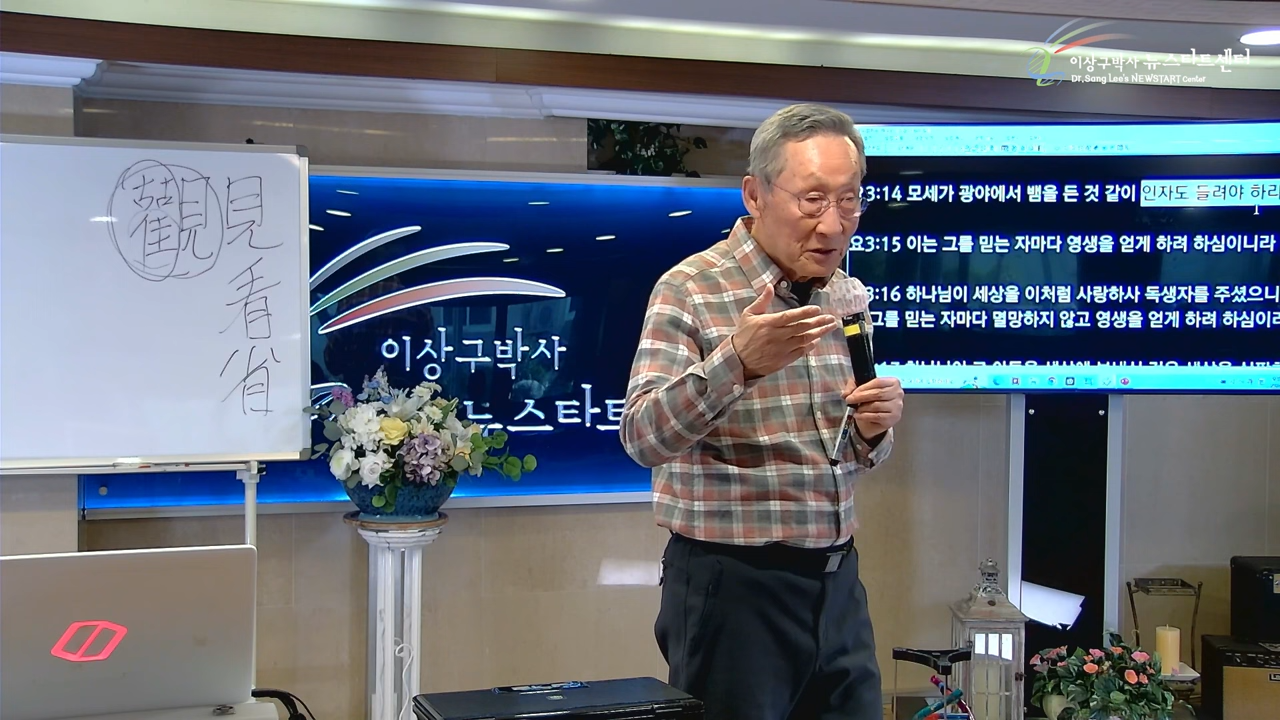 이상구박사 뉴스타트센터
Dr. Sang Lee's NEWSTART Center
觀 見
看
省
이상구박사
뉴스타트
3:14 모세가 광야에서 뱀을 든 것 같이 인자도 들려야 하리
요3:15 이는 그를 믿는 자마다 영생을 얻게 하려 하심이니라
3:16 하나님이 세상을 이처럼 사랑하사 독생자를 주셨으니
그를 믿는 자마다 멸망하지 않고 영생을 얻게 하려 하심이라